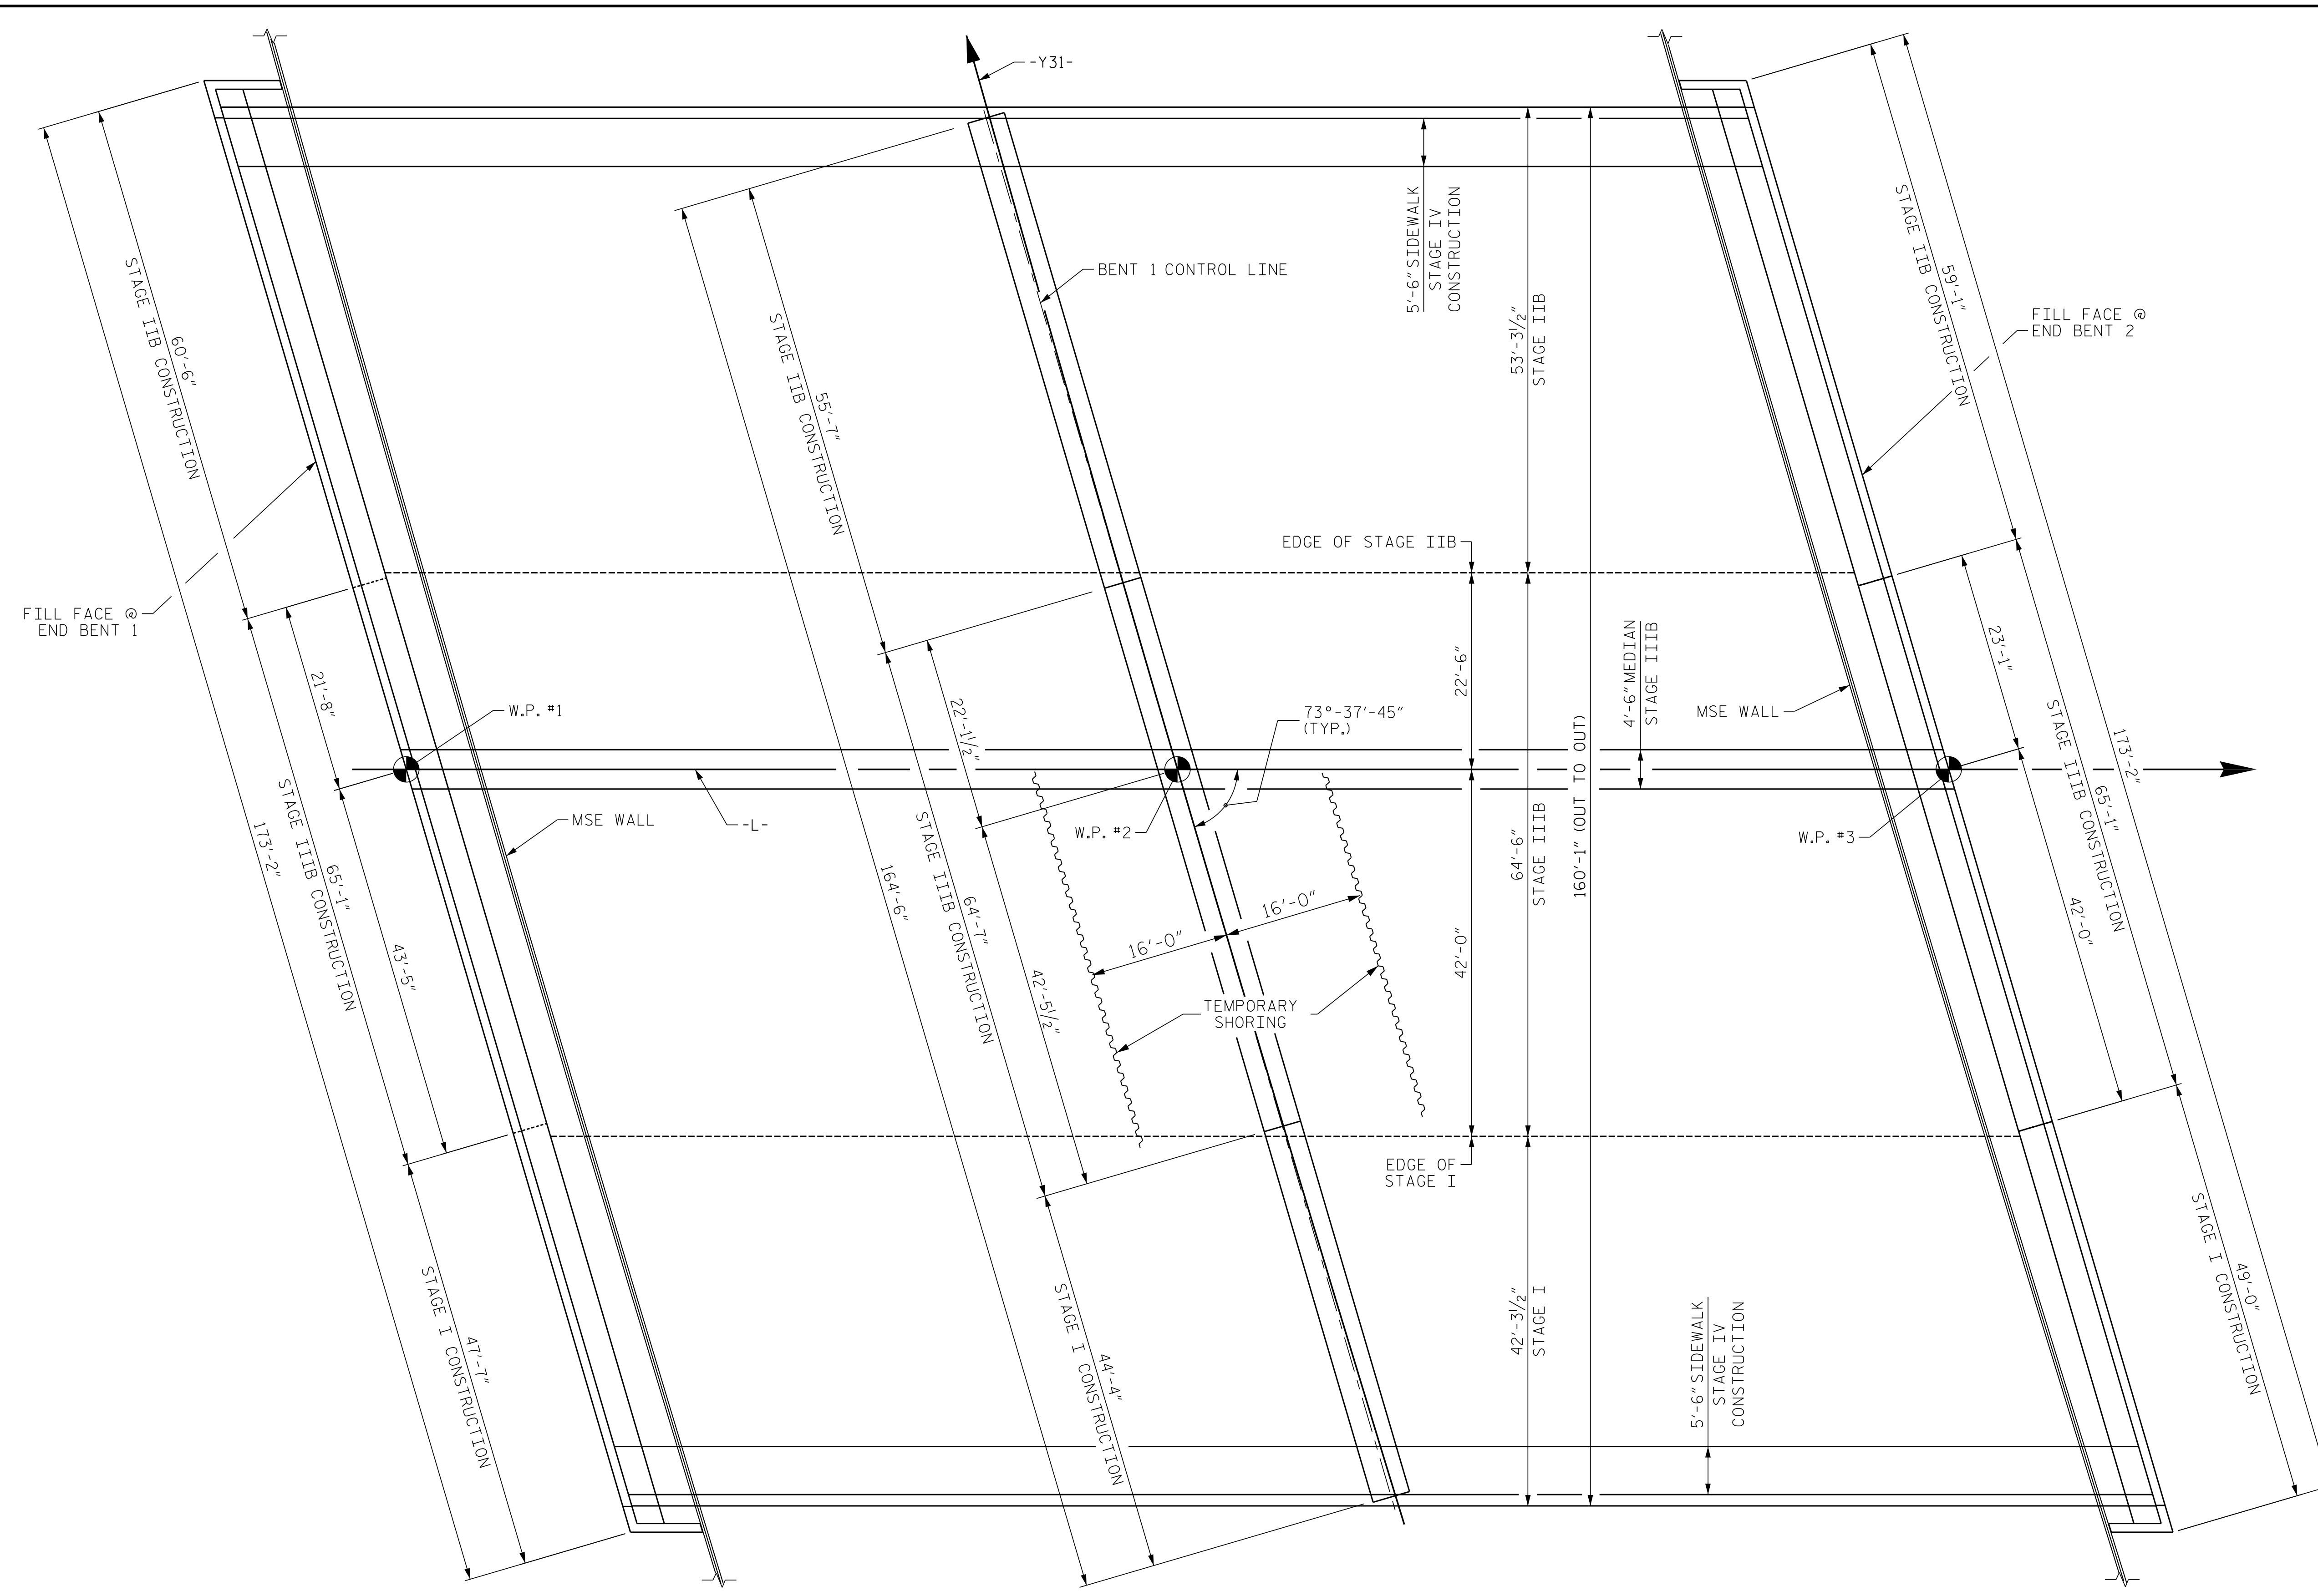 -Y31-
BENT 1 CONTROL LINE
5'-6" SIDEWALK
STAGE IV
CONSTRUCTION
53'-3½"
STAGE IIB
59'-1"
STAGE IIB CONSTRUCTION
FILL FACE @
END BENT 2
60'-6"
STAGE IIB CONSTRUCTION
55'-7"
STAGE IIB CONSTRUCTION
EDGE OF STAGE IIB
FILL FACE @
END BENT 1
21'-8"
W.P. #1
22'-1½"
73°-37'-45"
(TYP.)
22'-6"
4'-6" MEDIAN
STAGE IIIB
MSE WALL
23'-1"
173'-2"
MSE WALL
-L-
W.P. #2
W.P. #3
160'-1" (OUT TO OUT)
64'-6"
STAGE IIIB
65'-1"
STAGE IIIB CONSTRUCTION
173'-2"
65'-1"
STAGE IIIB CONSTRUCTION
43'-5"
164'-6"
64'-7"
STAGE IIIB CONSTRUCTION
42'-5½"
16'-0"
16'-0"
42'-0"
42'-0"
TEMPORARY
SHORING
EDGE OF
STAGE I
47'-7"
STAGE I CONSTRUCTION
44'-4"
STAGE I CONSTRUCTION
42'-3½"
STAGE I
5'-6" SIDEWALK
STAGE IV
CONSTRUCTION
49'-0"
STAGE I CONSTRUCTION